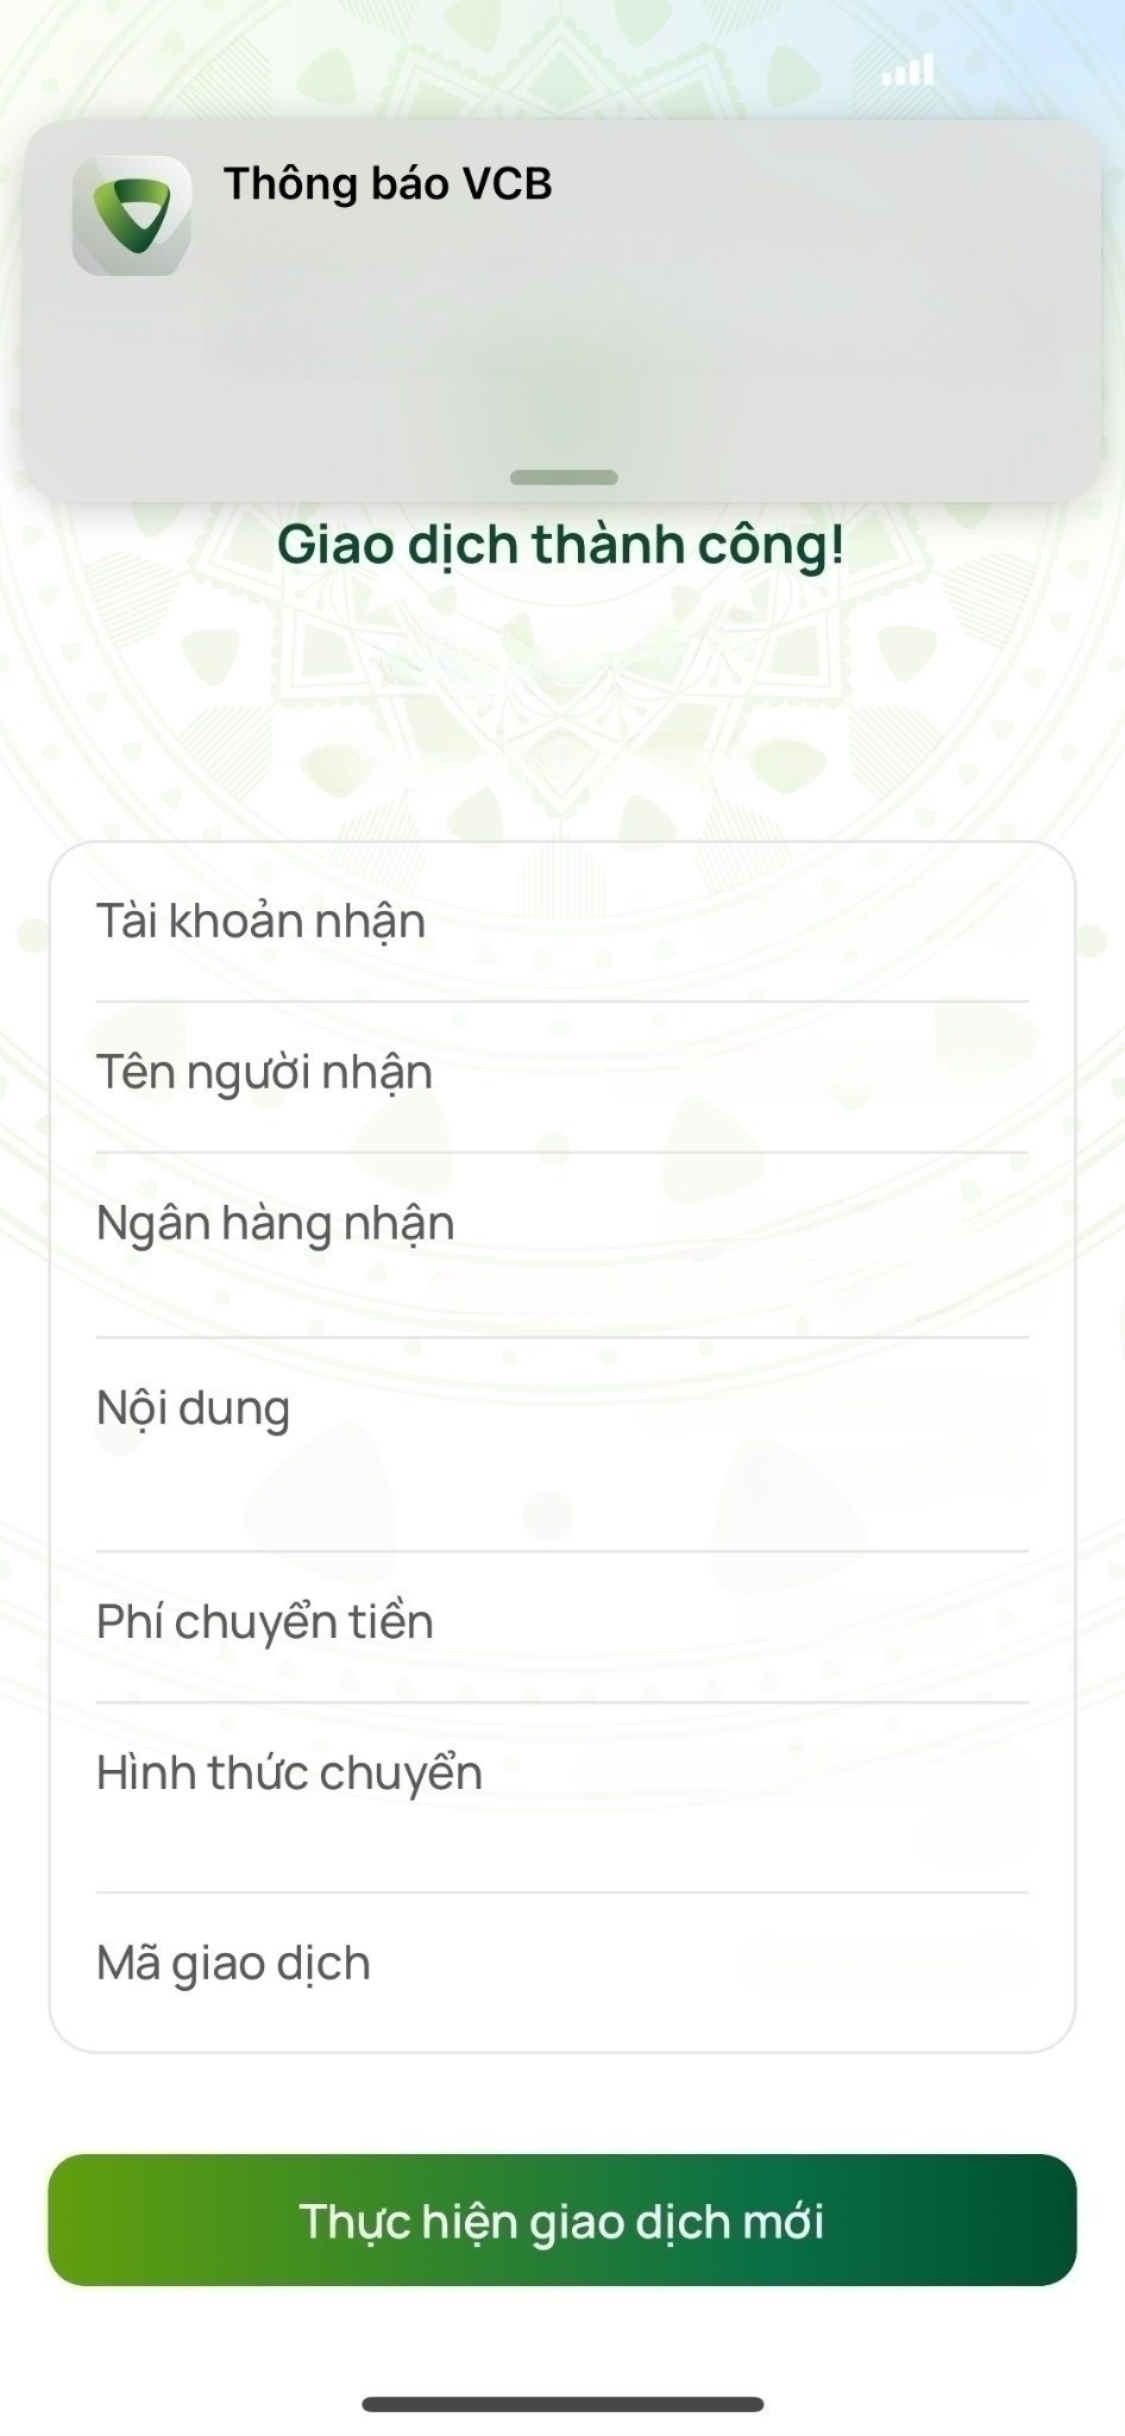 Thông báo VCB
Giao dịch thành công!
Tài khoản nhận
Tên người nhận
Ngân hàng nhận
Nội dung
Phí chuyển tiền
Hình thức chuyển
Mã giao dịch
Thực hiện giao dịch mới